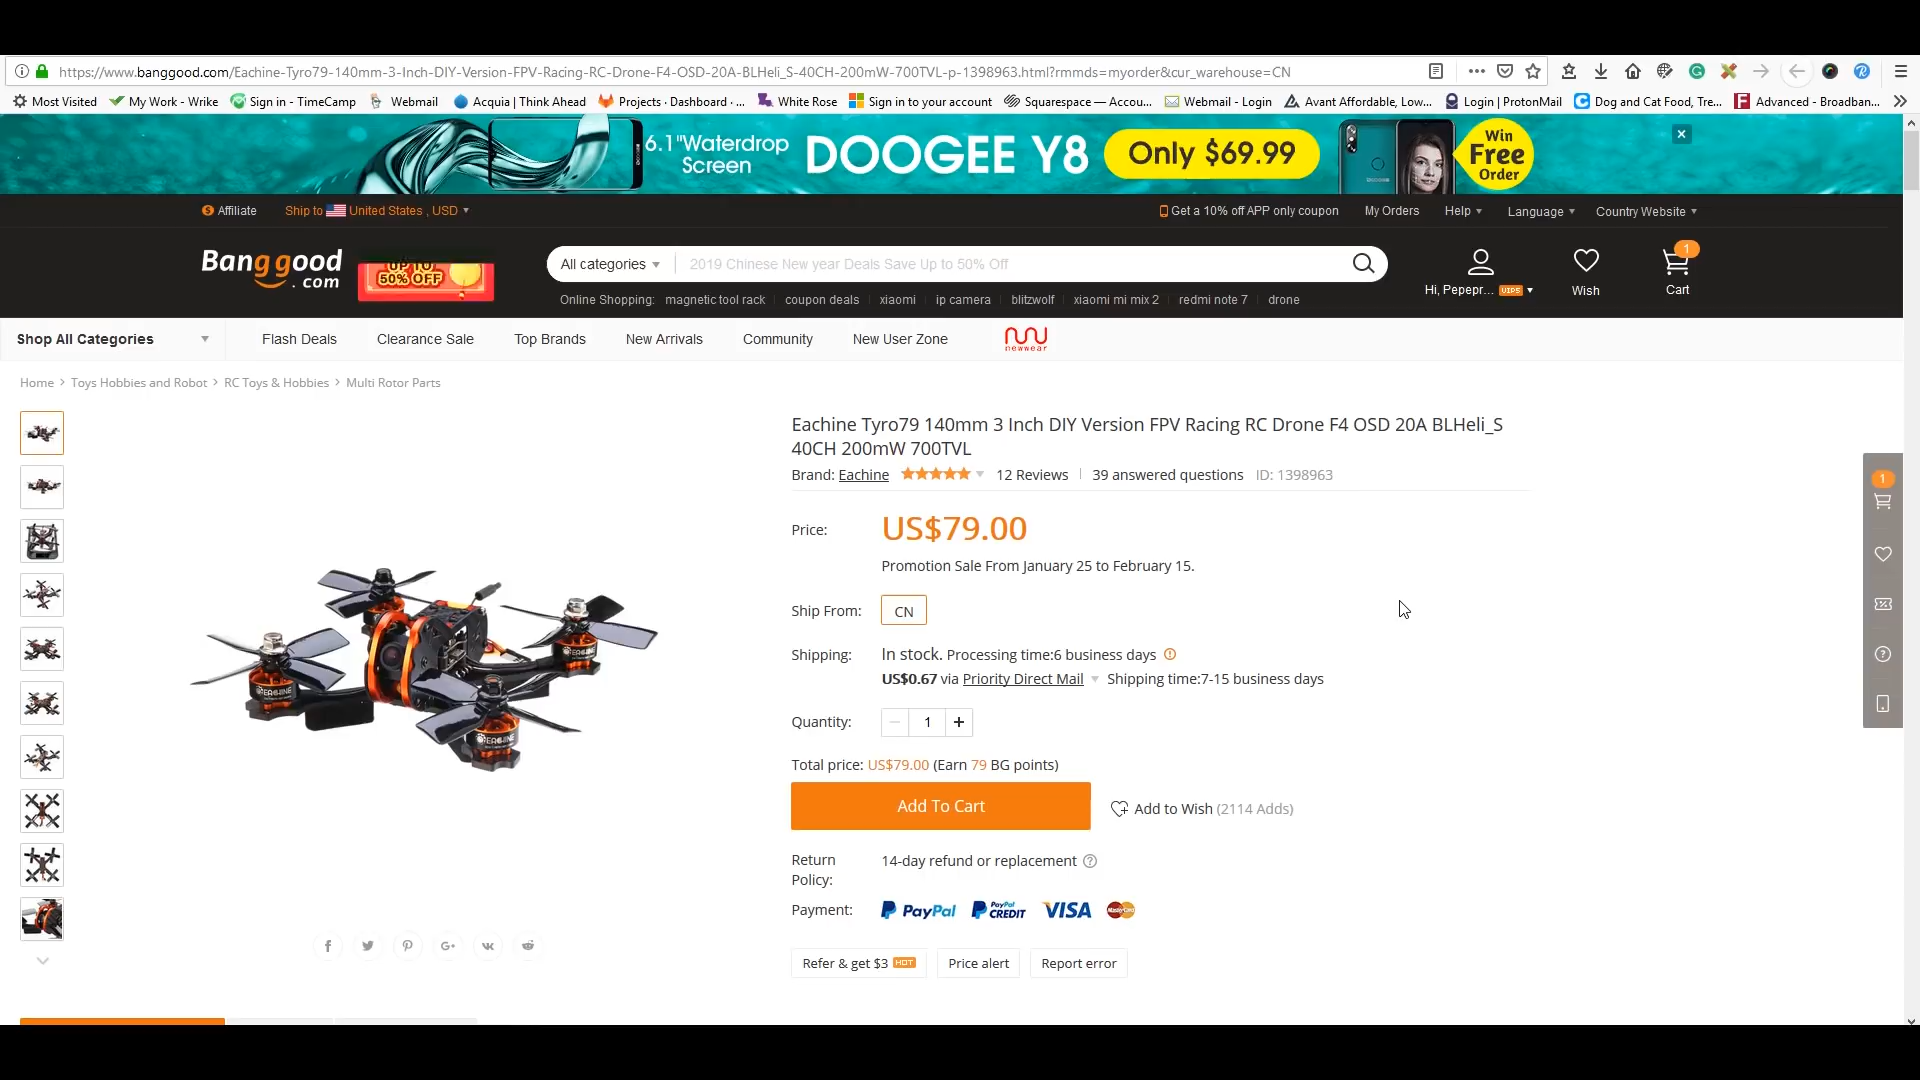 https://www.banggood.com/Eachine-Tyro79-140mm-3-Inch-DIY-Version-FPV-Racing-RC-Drone-F4-OSD-20A-BLHeli_S-40CH-200mW-700TVL-p-1398963.html?rmmds=myorder&cur_warehouse=CN
Most Visited My Work - Wrike Sign in - TimeCamp Webmail Acquia | Think Ahead Projects · Dashboard · ... White Rose Sign in to your account Squarespace — Accou... Webmail - Login Avant Affordable, Low... Login | ProtonMail Dog and Cat Food, Tre... Advanced - Broadban...
6.1"Waterdrop Screen DOOGEE Y8 Only $69.99 Win Free Order
Affiliate Ship to United States , USD Get a 10% off APP only coupon My Orders Help Language Country Website
Banggood.com UP TO 50% OFF All categories 2019 Chinese New year Deals Save Up to 50% Off 1
Hi, Pepepr... VIP5 Wish Cart
Online Shopping: magnetic tool rack coupon deals xiaomi ip camera blitzwolf xiaomi mi mix 2 redmi note 7 drone
Shop All Categories Flash Deals Clearance Sale Top Brands New Arrivals Community New User Zone newwear
Home > Toys Hobbies and Robot > RC Toys & Hobbies > Multi Rotor Parts
Eachine Tyro79 140mm 3 Inch DIY Version FPV Racing RC Drone F4 OSD 20A BLHeli_S
40CH 200mW 700TVL
Brand: Eachine 12 Reviews 39 answered questions ID: 1398963
1
Price: US$79.00
Promotion Sale From January 25 to February 15.
Ship From: CN
EACHINE
EACHINE
EACHINE
Shipping: In stock. Processing time:6 business days
US$0.67 via Priority Direct Mail Shipping time:7-15 business days
Quantity: 1 +
Total price: US$79.00 (Earn 79 BG points)
Add To Cart Add to Wish (2114 Adds)
Return Policy: 14-day refund or replacement
Payment: PayPal PayPal CREDIT VISA MasterCard
Refer & get $3 HOT Price alert Report error